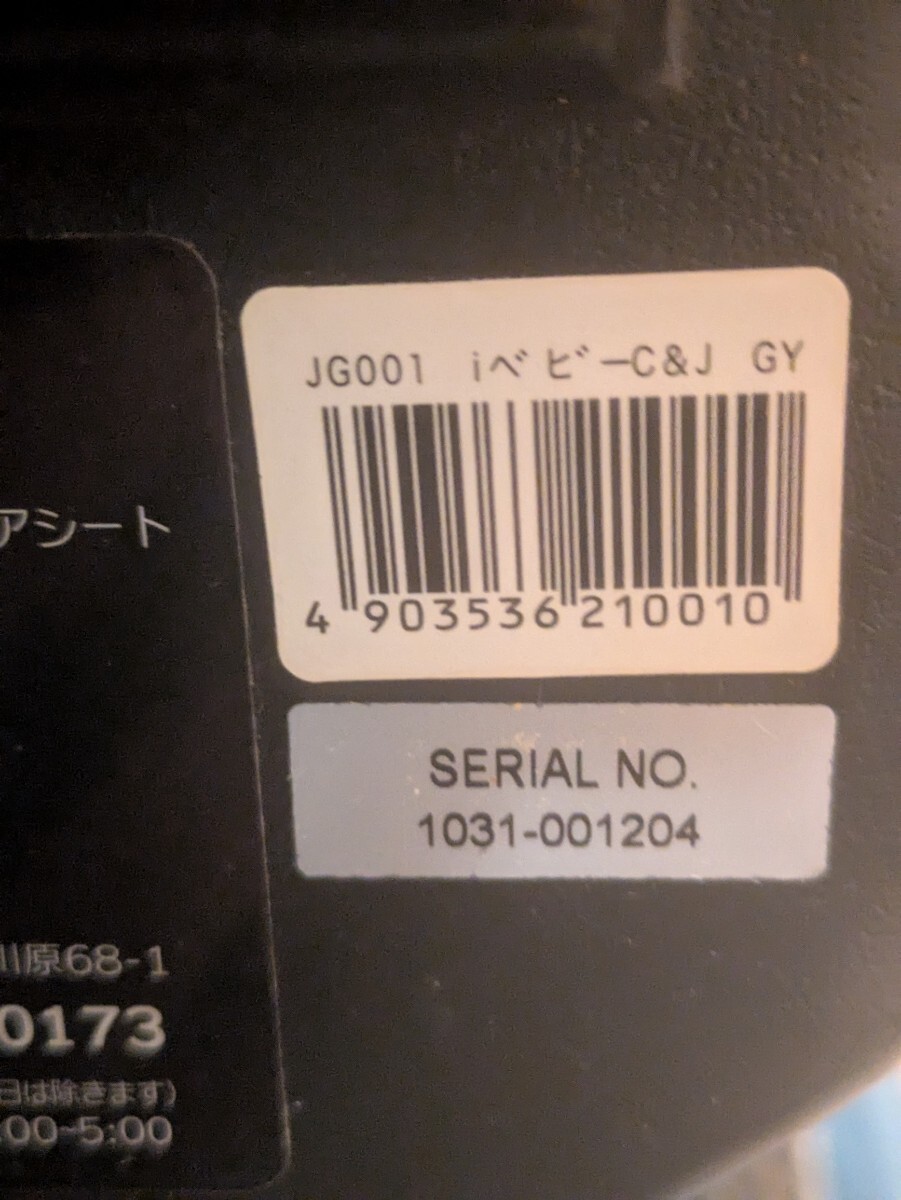 JG001 iベビーC&J GY
4 903536 210010
SERIAL NO.
1031-001204
アシート
川原68-1
0173
日は除きます)
:00~5:00